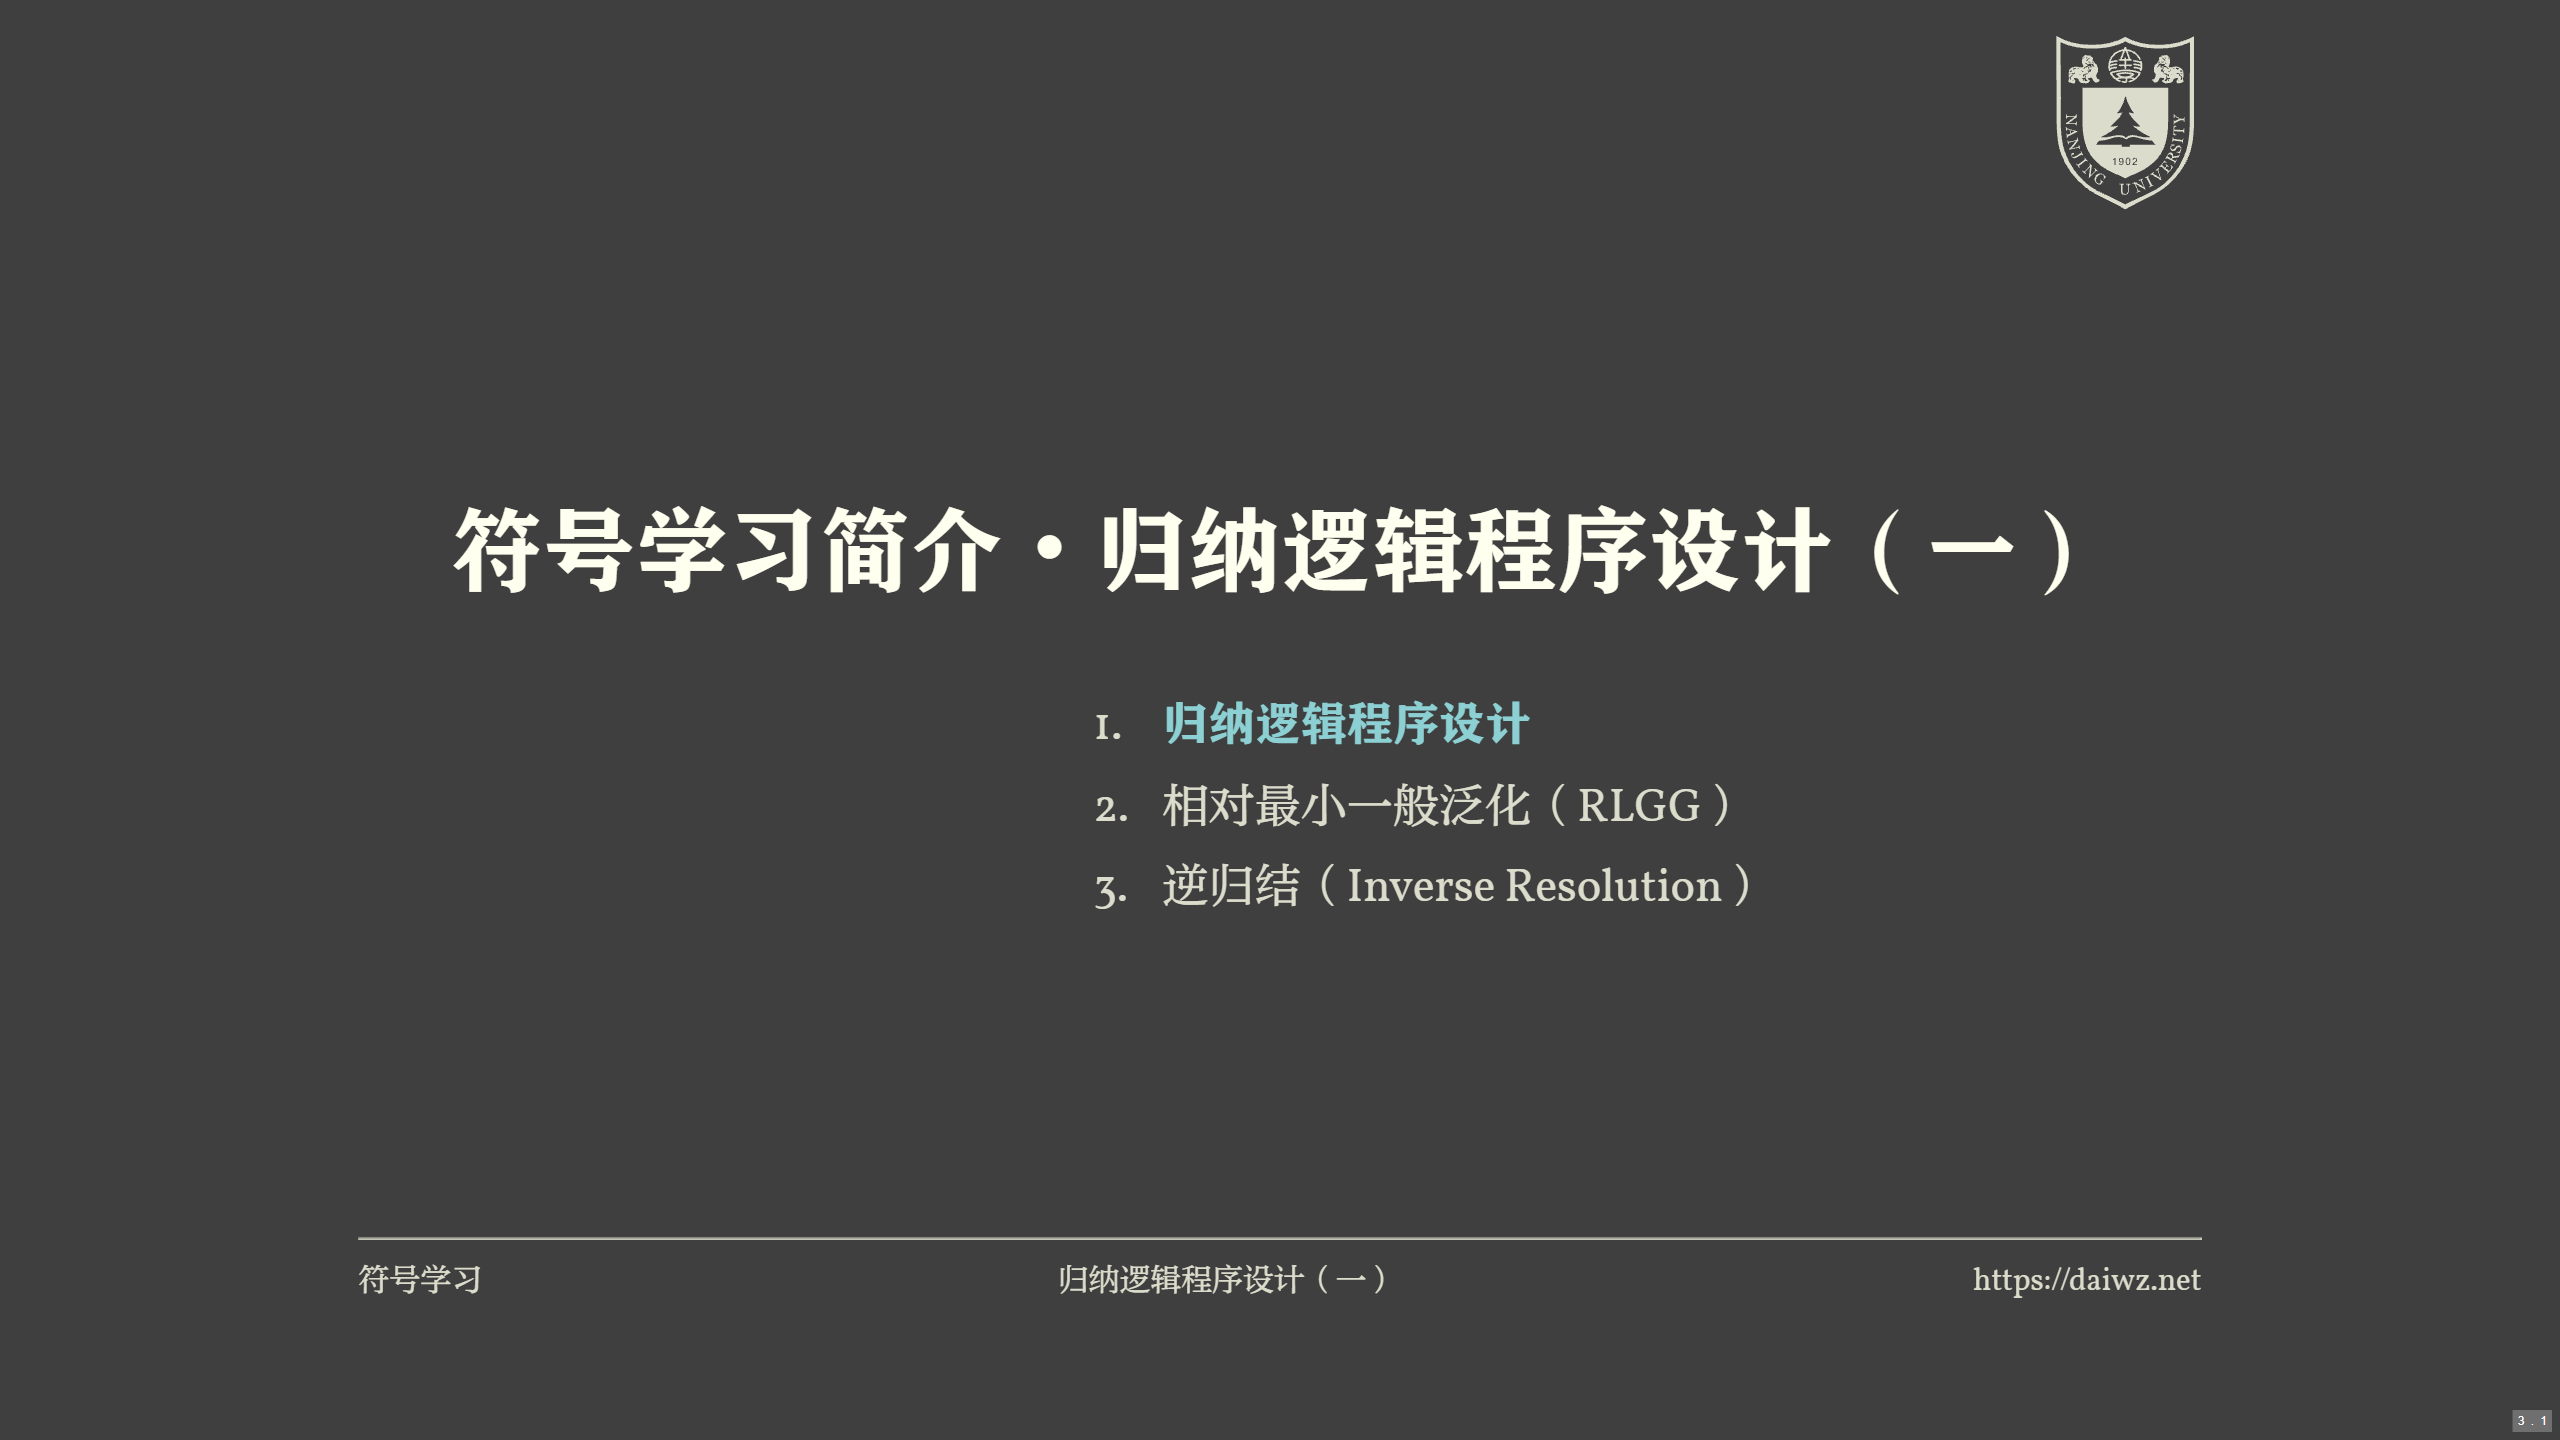 NANJING UNIVERSITY
1902
符号学习简介·归纳逻辑程序设计（一）
1. 归纳逻辑程序设计
2. 相对最小一般泛化（RLGG）
3. 逆归结（Inverse Resolution）
符号学习 归纳逻辑程序设计（一） https://daiwz.net
3.1